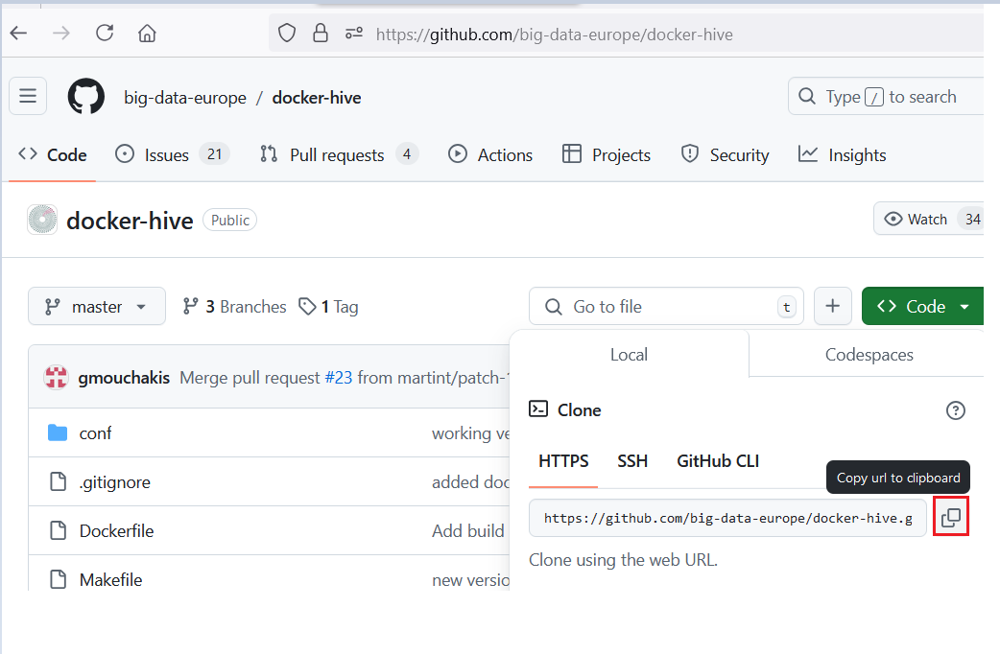 https://github.com/big-data-europe/docker-hive
big-data-europe / docker-hive
Type / to search
Code Issues 21 Pull requests 4 Actions Projects Security Insights
docker-hive Public
Watch 34
master 3 Branches 1 Tag
Go to file t
Code
Local Codespaces
gmouchakis Merge pull request #23 from martint/patch-
Clone
conf working ve
HTTPS SSH GitHub CLI
Copy url to clipboard
.gitignore added doc
https://github.com/big-data-europe/docker-hive.g
Dockerfile Add build
Clone using the web URL.
Makefile new versio